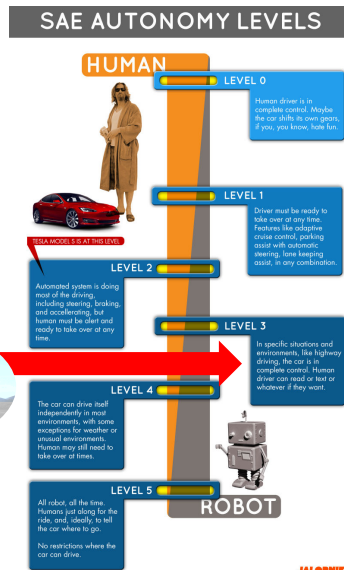 SAE AUTONOMY LEVELS
HUMAN
LEVEL 0
Human driver is in
complete control. Maybe
the car shifts its own gears,
if you, you know, hate fun.
LEVEL 1
Driver must be ready to
take over at any time.
Features like adaptive
cruise control, parking
assist with automatic
steering, lane keeping
assist, in any combination.
TESLA MODEL S IS AT THIS LEVEL
LEVEL 2
Automated system is doing
most of the driving,
including steering, braking,
and accellerating, but
human must be alert and
ready to take over at any
time.
LEVEL 3
In specific situations and
environments, like highway
driving, the car is in
complete control. Human
driver can read or text or
whatever if they want.
LEVEL 4
The car can drive itself
independently in most
environments, with some
exceptions for weather or
unusual environments.
Human may still need to
take over at times.
LEVEL 5
All robot, all the time.
Humans just along for the
ride, and, ideally, to tell
the car where to go.
No restrictions where the
car can drive.
ROBOT